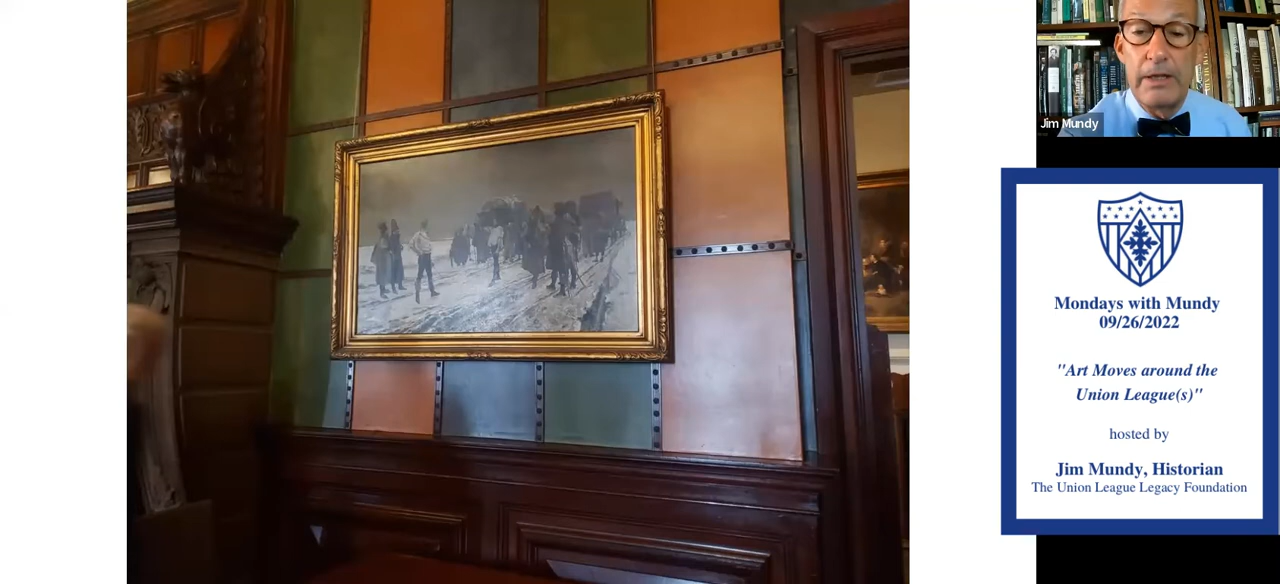 Jim Mundy
Mondays with Mundy
09/26/2022
"Art Moves around the
Union League(s)"
hosted by
Jim Mundy, Historian
The Union League Legacy Foundation